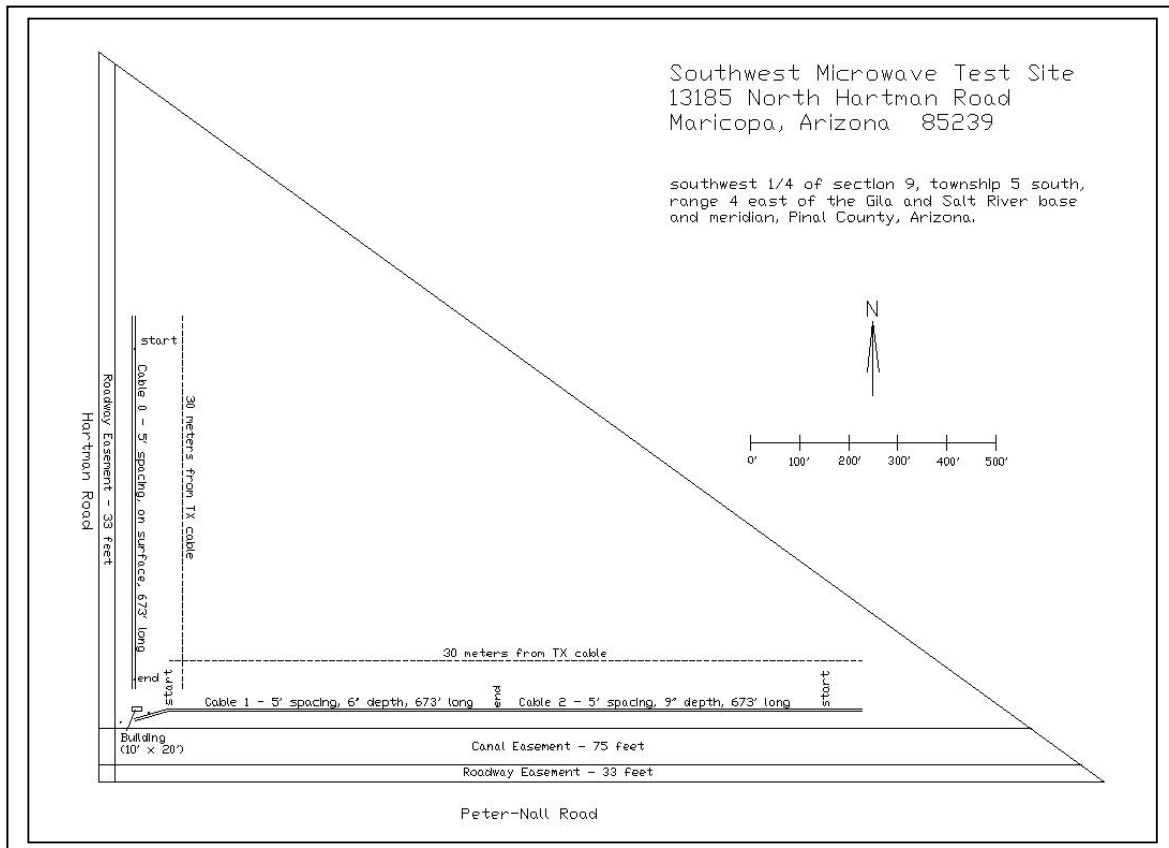 Southwest Microwave Test Site
13185 North Hartman Road
Maricopa, Arizona 85239
southwest 1/4 of section 9, township 5 south,
range 4 east of the Gila and Salt River base
and meridian, Pinal County, Arizona.
N
0' 100' 200' 300' 400' 500'
Hartman Road
Roadway Easement - 33 feet
start
Cable 0 - 5' spacing, on surface, 673' long
end
30 meters from TX cable
30 meters from TX cable
start
Cable 1 - 5' spacing, 6" depth, 673' long
end
Cable 2 - 5' spacing, 9" depth, 673' long
start
Building
(10' x 20')
Canal Easement - 75 feet
Roadway Easement - 33 feet
Peter-Nall Road